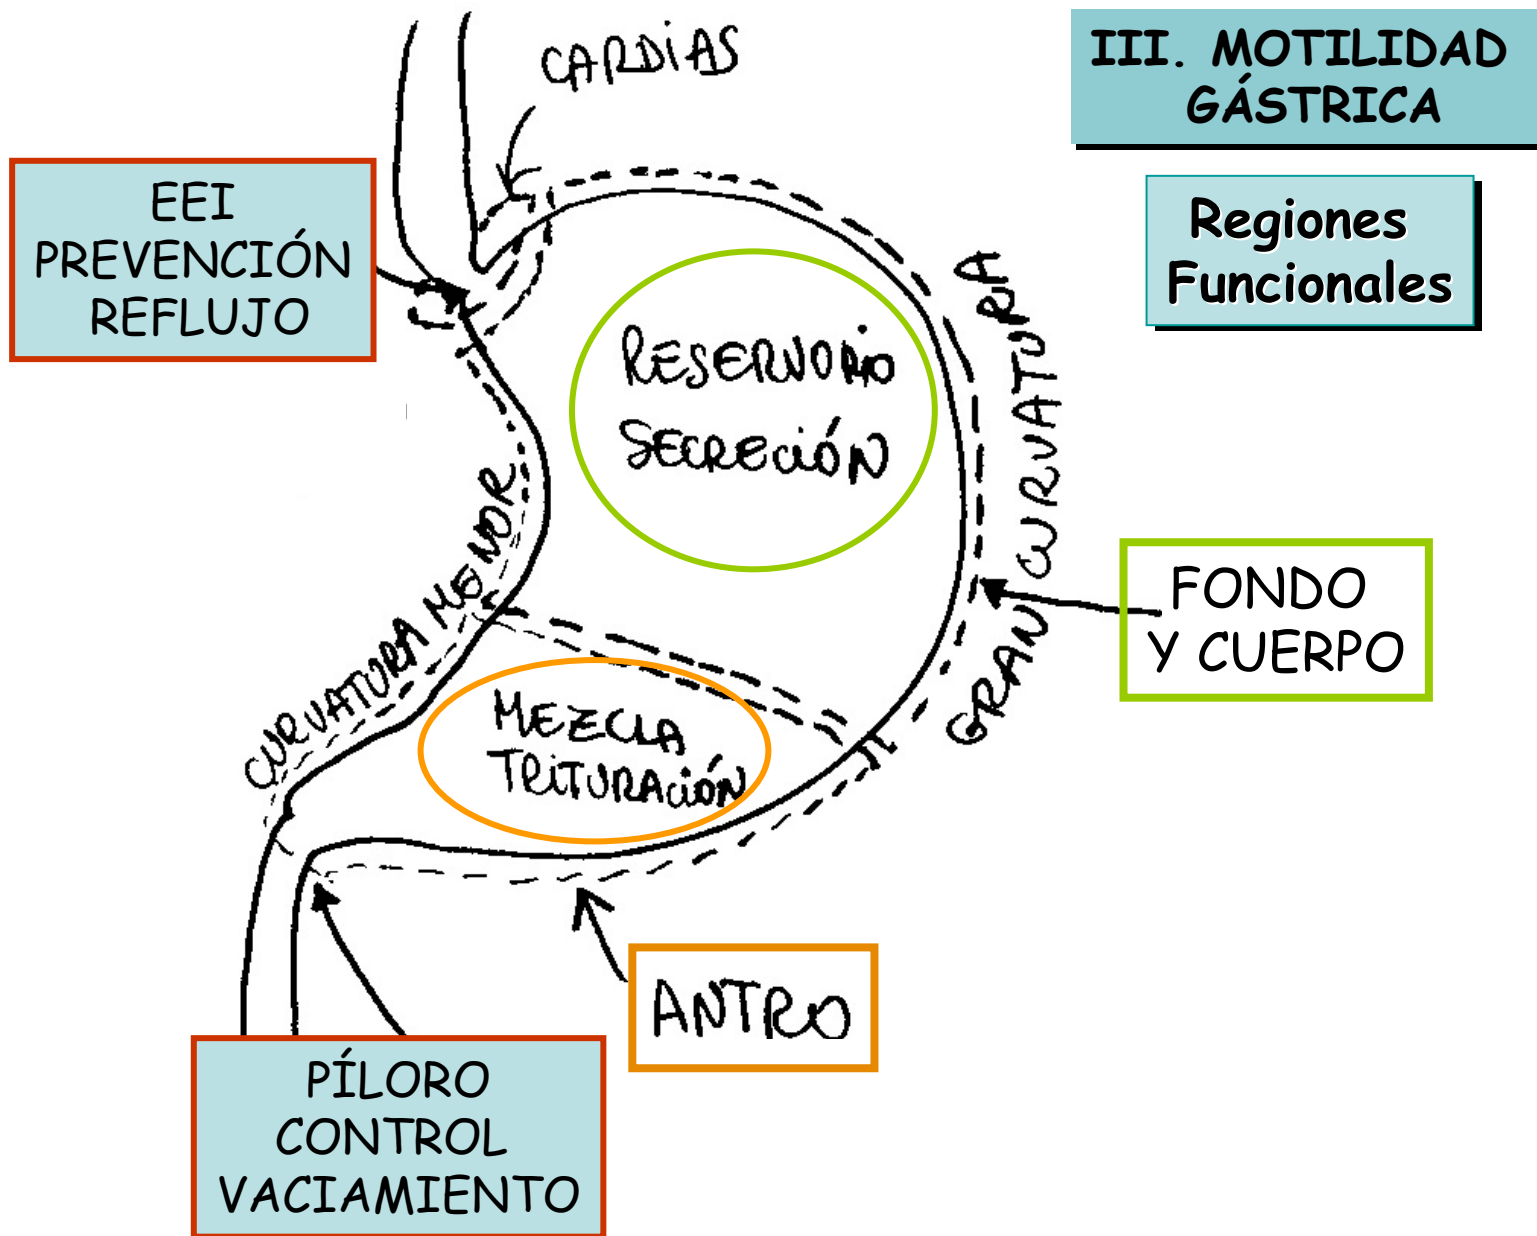 III. MOTILIDAD
GÁSTRICA
Regiones
Funcionales
CARDIAS
EEI
PREVENCIÓN
REFLUJO
RESERVORIO
SECRECIÓN
GRAN CURVATURA
CURVATURA MENOR
FONDO
Y CUERPO
MEZCLA
TRITURACIÓN
ANTRO
PÍLORO
CONTROL
VACIAMIENTO